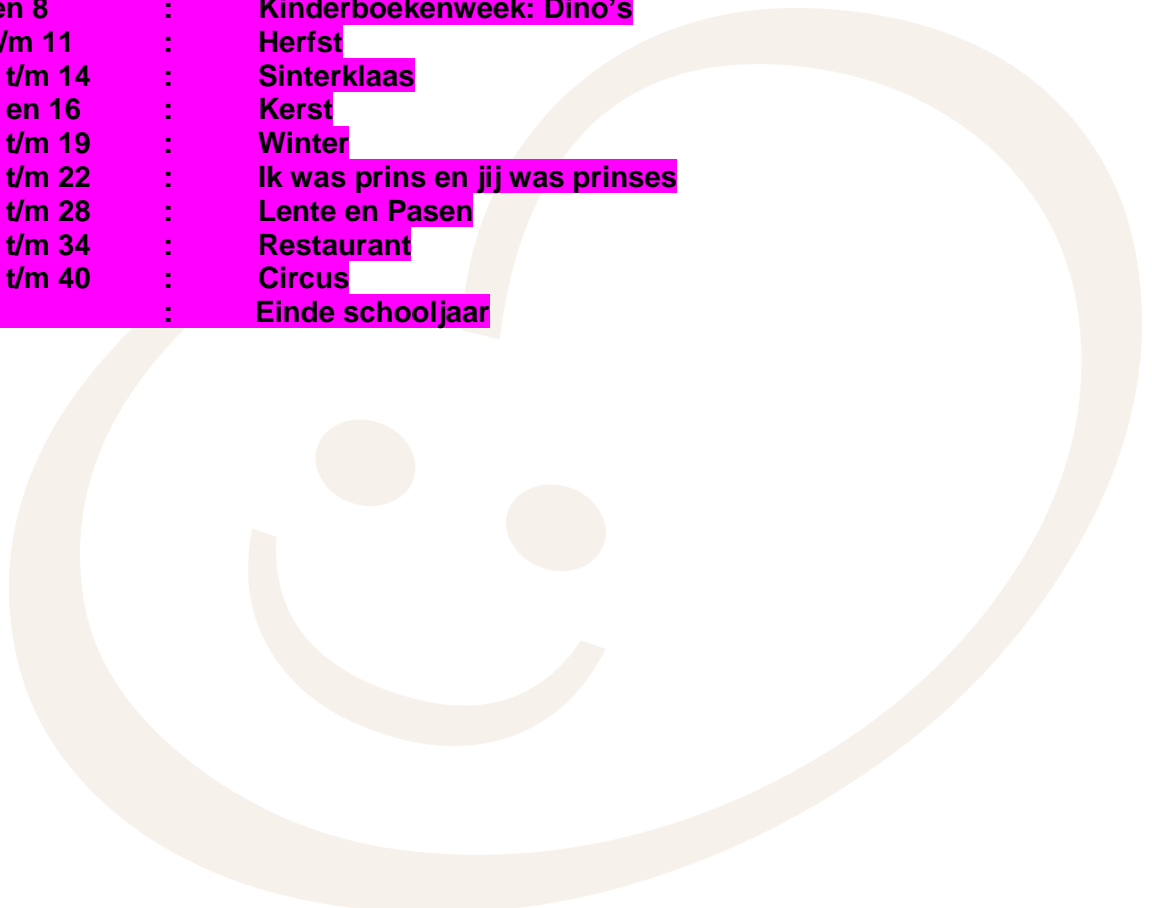 en 8 : Kinderboekenweek: Dino's
/m 11 : Herfst
t/m 14 : Sinterklaas
en 16 : Kerst
t/m 19 : Winter
t/m 22 : Ik was prins en jij was prinses
t/m 28 : Lente en Pasen
t/m 34 : Restaurant
t/m 40 : Circus
: Einde schooljaar